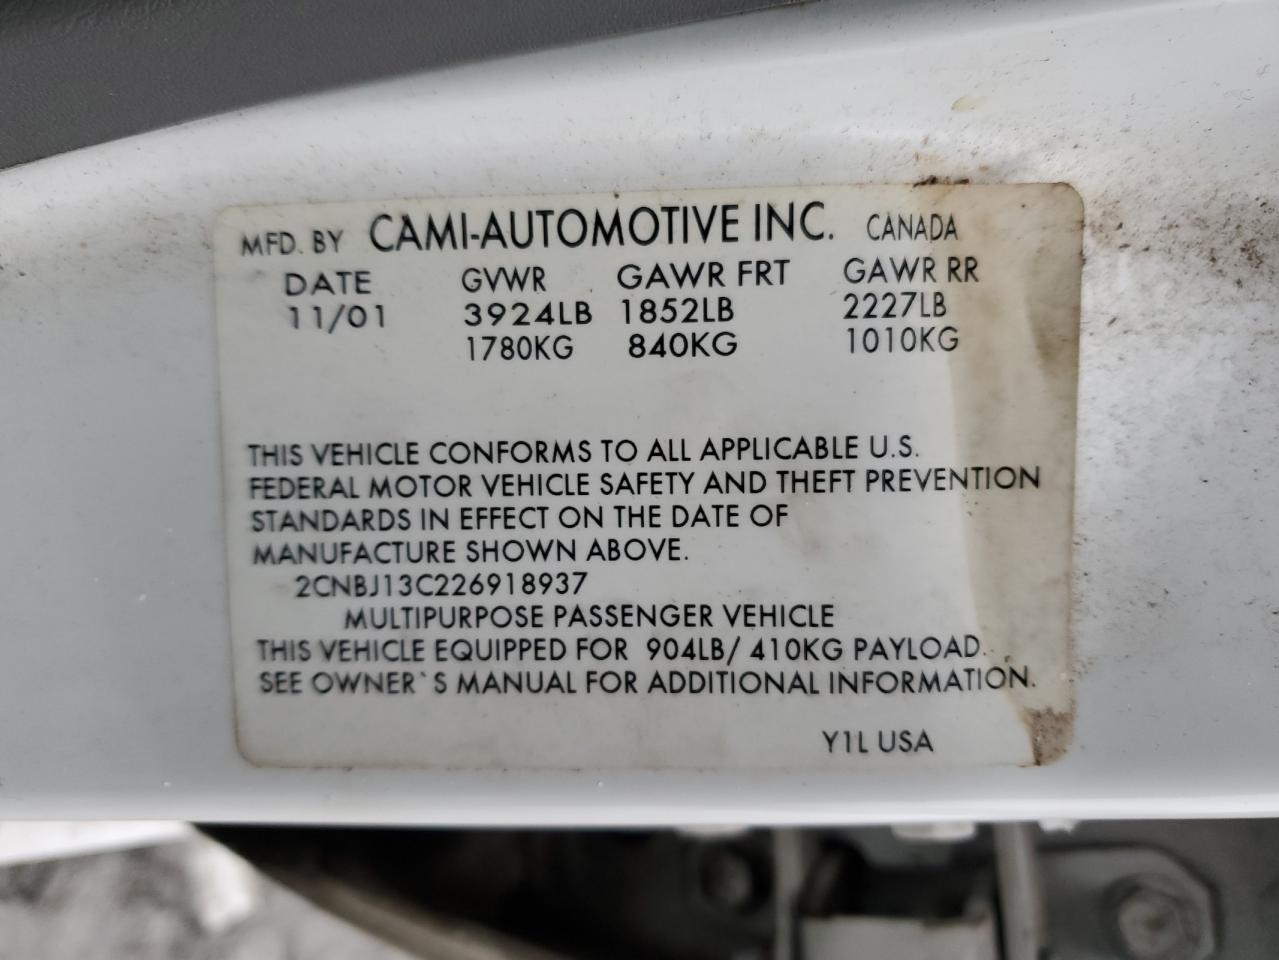 MFD. BY CAMI-AUTOMOTIVE INC. CANADA
DATE GVWR GAWR FRT GAWR RR
11/01 3924LB 1852LB 2227LB
1780KG 840KG 1010KG
THIS VEHICLE CONFORMS TO ALL APPLICABLE U.S.
FEDERAL MOTOR VEHICLE SAFETY AND THEFT PREVENTION
STANDARDS IN EFFECT ON THE DATE OF
MANUFACTURE SHOWN ABOVE.
2CNBJ13C226918937
MULTIPURPOSE PASSENGER VEHICLE
THIS VEHICLE EQUIPPED FOR 904LB/ 410KG PAYLOAD.
SEE OWNER`S MANUAL FOR ADDITIONAL INFORMATION.
Y1L USA